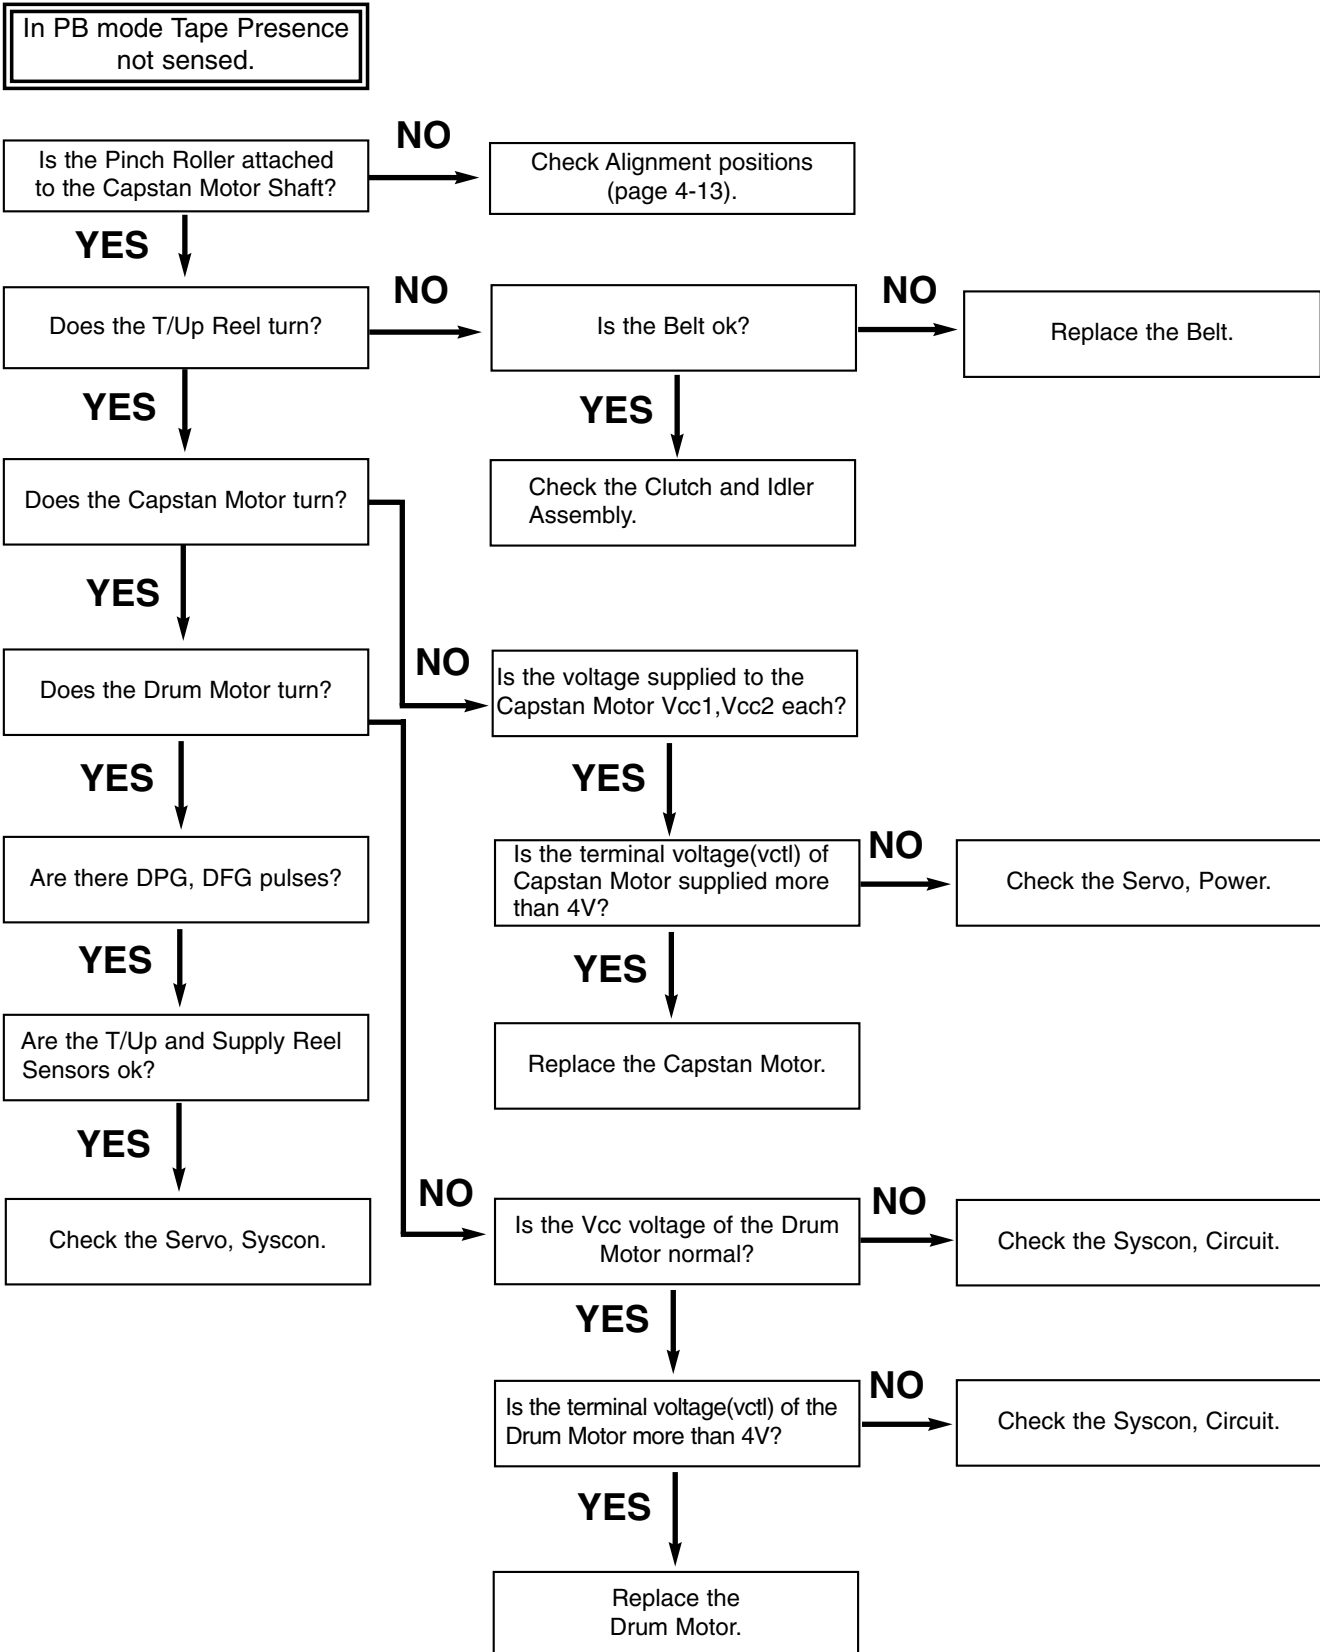 In PB mode Tape Presence
not sensed.
Is the Pinch Roller attached
to the Capstan Motor Shaft?
NO
Check Alignment positions
(page 4-13).
YES
Does the T/Up Reel turn?
NO
Is the Belt ok?
NO
Replace the Belt.
YES
YES
Does the Capstan Motor turn?
Check the Clutch and Idler
Assembly.
YES
NO
Does the Drum Motor turn?
Is the voltage supplied to the
Capstan Motor Vcc1,Vcc2 each?
YES
YES
Are there DPG, DFG pulses?
Is the terminal voltage(vctl) of
Capstan Motor supplied more
than 4V?
NO
Check the Servo, Power.
YES
YES
Are the T/Up and Supply Reel
Sensors ok?
Replace the Capstan Motor.
YES
Check the Servo, Syscon.
NO
Is the Vcc voltage of the Drum
Motor normal?
NO
Check the Syscon, Circuit.
YES
Is the terminal voltage(vctl) of the
Drum Motor more than 4V?
NO
Check the Syscon, Circuit.
YES
Replace the
Drum Motor.